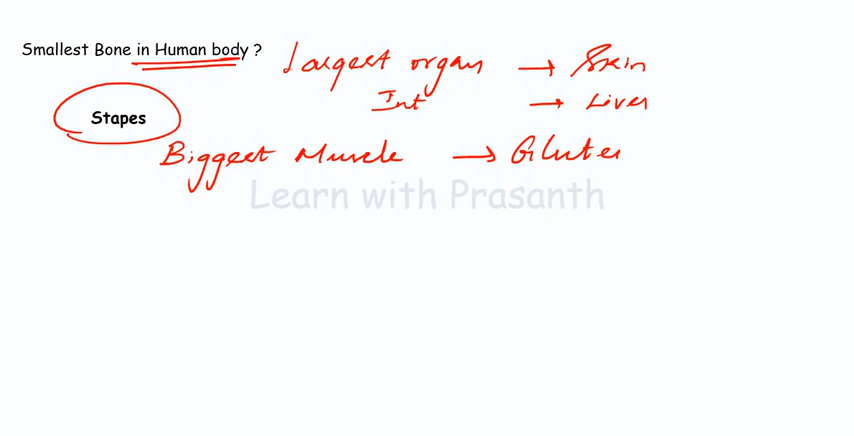 Smallest Bone in Human body ?
Largest organ → Skin
Int → Liver
Stapes
Biggest Muscle → Glutes
Learn with Prasanth